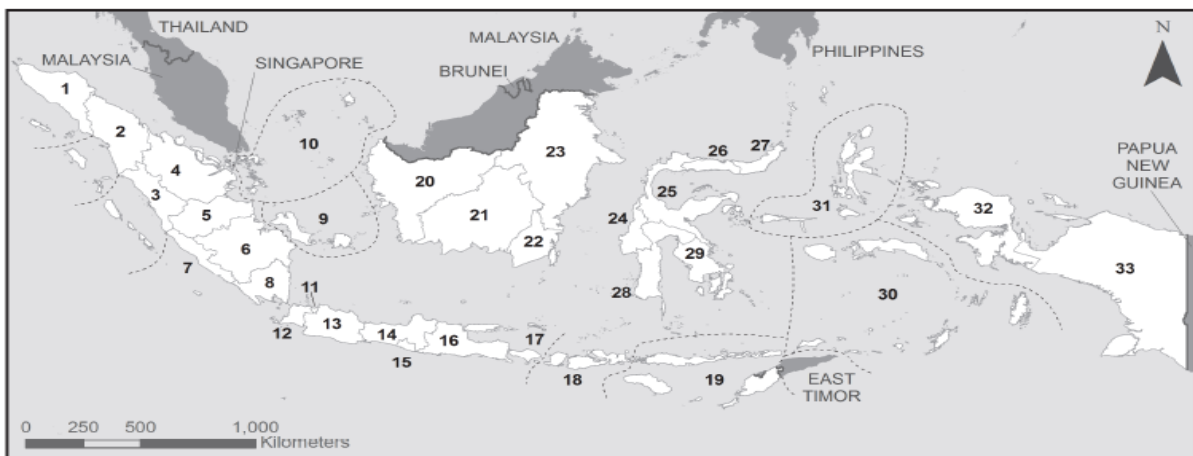 THAILAND
MALAYSIA
SINGAPORE
MALAYSIA
BRUNEI
PHILIPPINES
N
PAPUA
NEW
GUINEA
EAST
TIMOR
1
2
3
4
5
6
7
8
9
10
11
12
13
14
15
16
17
18
19
20
21
22
23
24
25
26
27
28
29
30
31
32
33
0 250 500 1,000
Kilometers